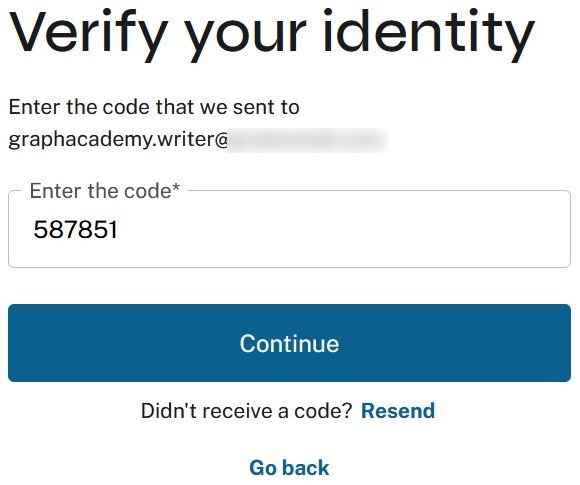 Verify your identity
Enter the code that we sent to
graphacademy.writer@
Enter the code*
587851
Continue
Didn't receive a code? Resend
Go back